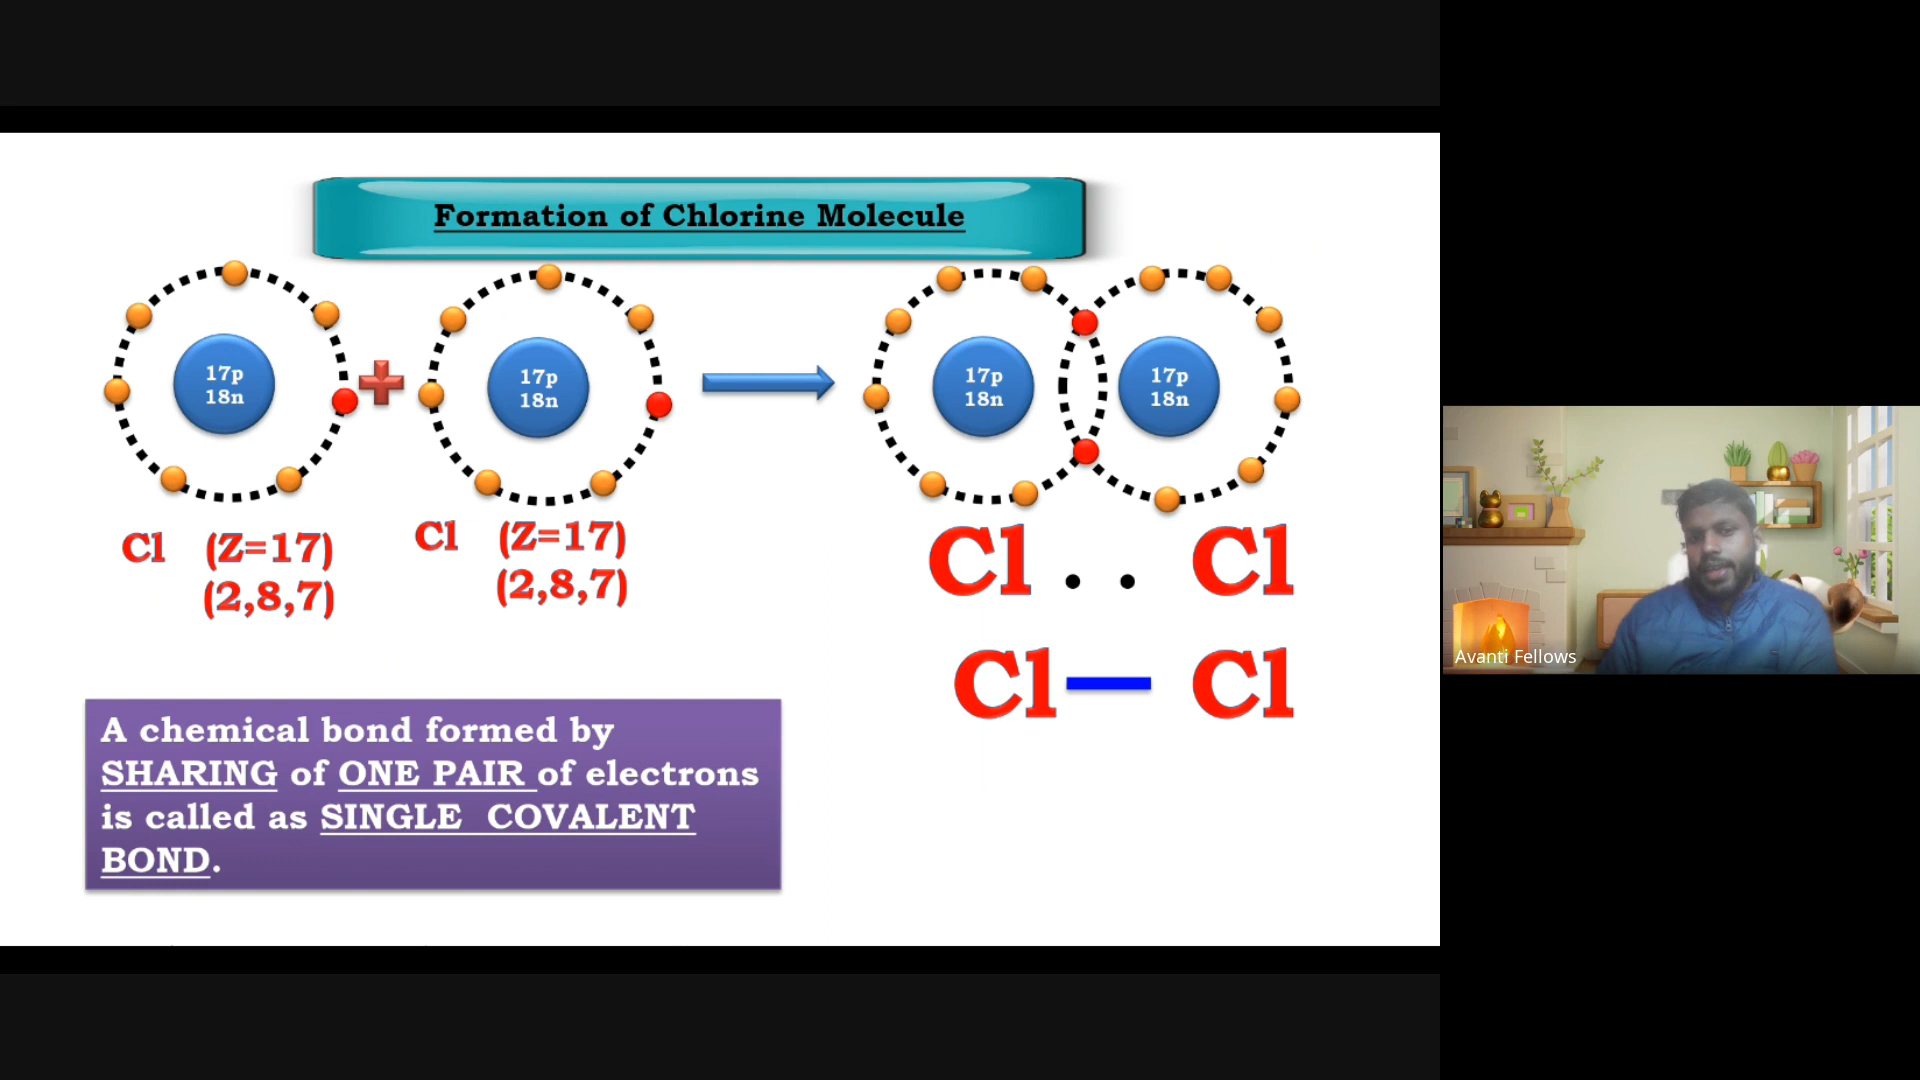 Formation of Chlorine Molecule
17p
18n
17p
18n
17p
18n
17p
18n
Cl (Z=17)
(2,8,7)
Cl (Z=17)
(2,8,7)
Cl . . Cl
Cl — Cl
A chemical bond formed by
SHARING of ONE PAIR of electrons
is called as SINGLE COVALENT
BOND.
Avanti Fellows